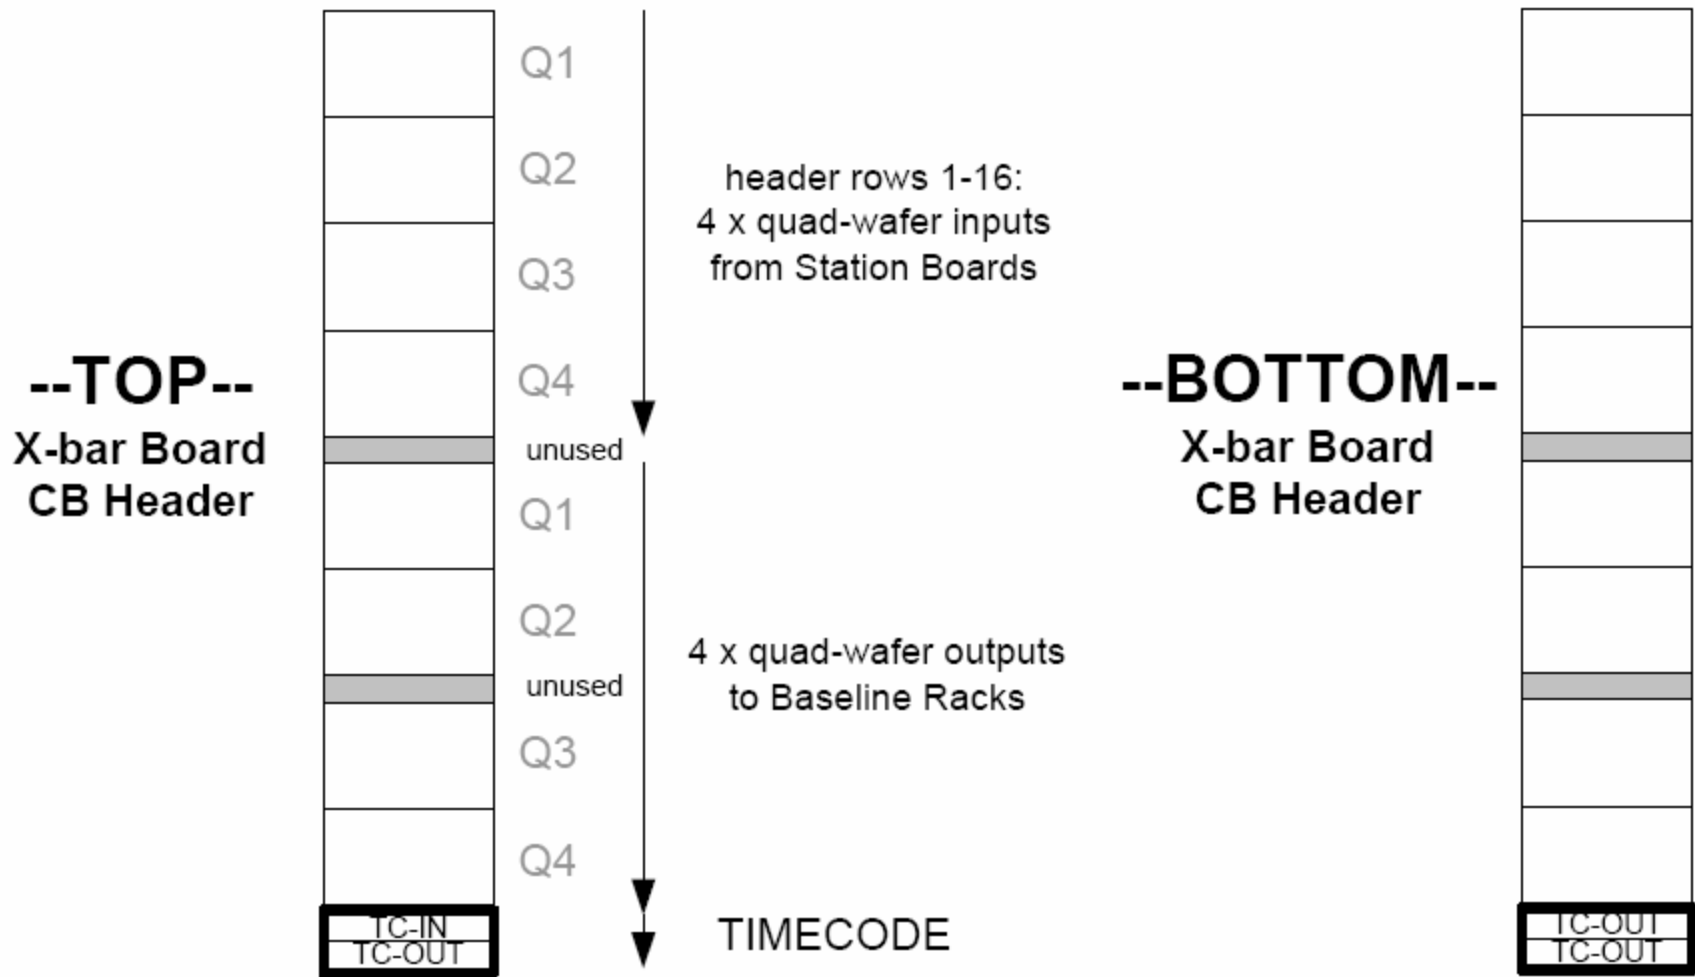 Q1
Q2
Q3
Q4
unused
Q1
Q2
unused
Q3
Q4
header rows 1-16:
4 x quad-wafer inputs
from Station Boards
--TOP--
X-bar Board
CB Header
4 x quad-wafer outputs
to Baseline Racks
TC-IN
TC-OUT
TIMECODE
--BOTTOM--
X-bar Board
CB Header
TC-OUT
TC-OUT